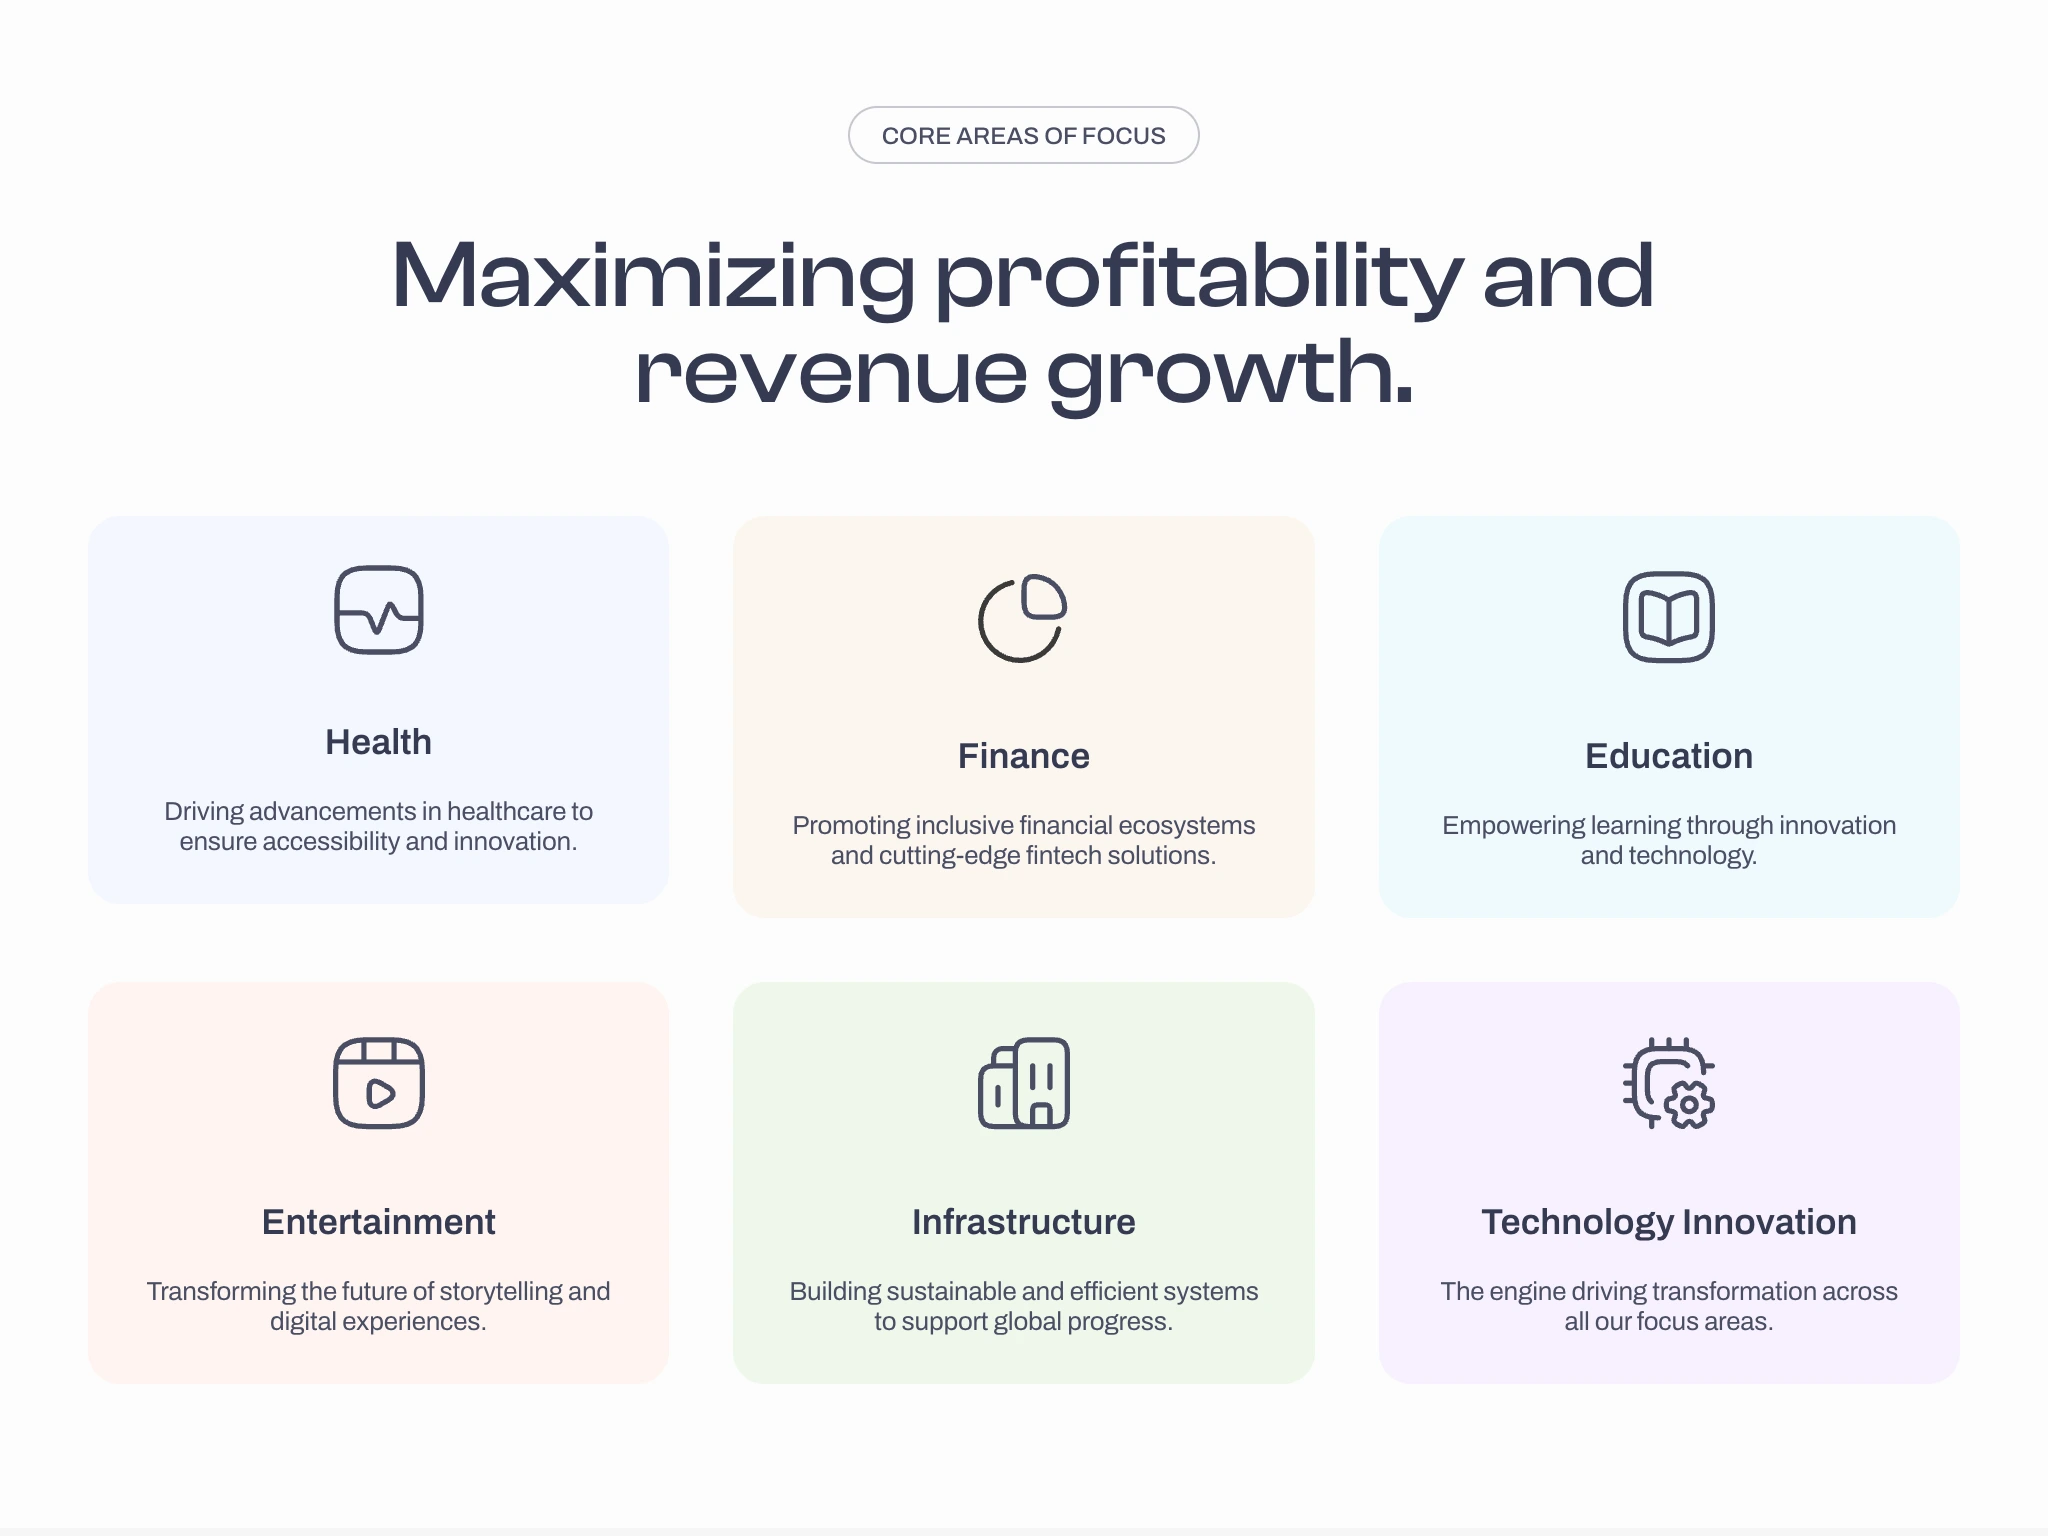 CORE AREAS OF FOCUS
Maximizing profitability and
revenue growth.
Health
Driving advancements in healthcare to
ensure accessibility and innovation.
Finance
Promoting inclusive financial ecosystems
and cutting-edge fintech solutions.
Education
Empowering learning through innovation
and technology.
Entertainment
Transforming the future of storytelling and
digital experiences.
Infrastructure
Building sustainable and efficient systems
to support global progress.
Technology Innovation
The engine driving transformation across
all our focus areas.